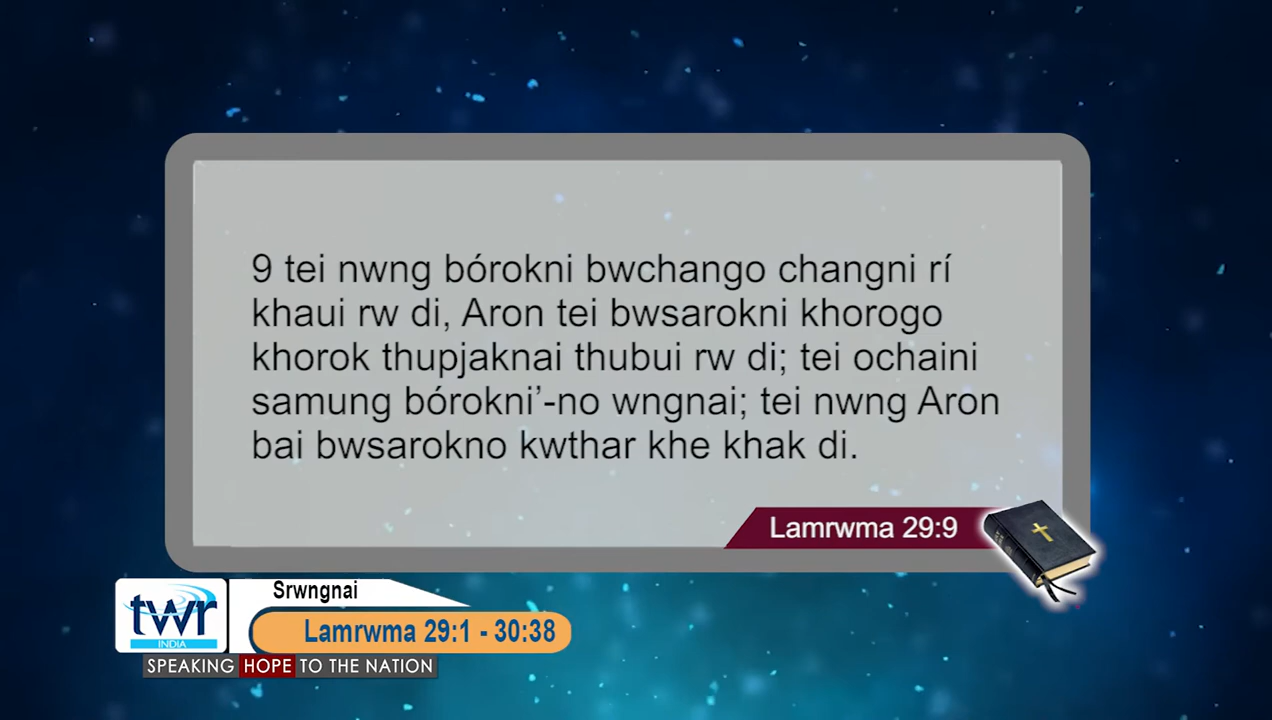 9 tei nwng bórokni bwchango changni rí
khaui rw di, Aron tei bwsarokni khorogo
khorok thupjaknai thubui rw di; tei ochaini
samung bórokni’-no wngnai; tei nwng Aron
bai bwsarokno kwthar khe khak di.
Lamrwma 29:9
Srwngnai
twr
INDIA
Lamrwma 29:1 - 30:38
SPEAKING HOPE TO THE NATION